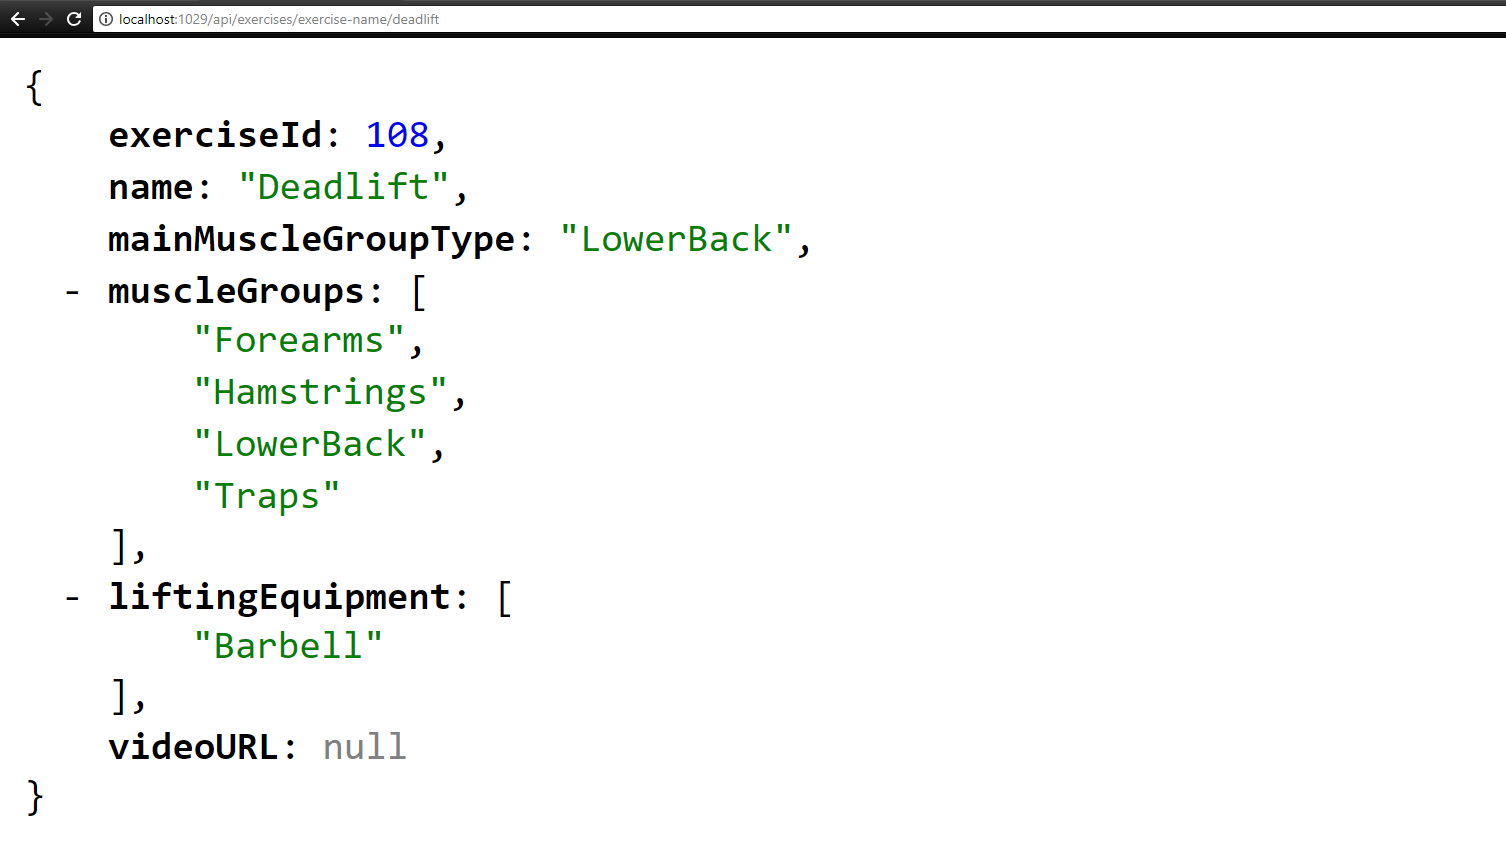 localhost:1029/api/exercises/exercise-name/deadlift
{
exerciseId: 108,
name: "Deadlift",
mainMuscleGroupType: "LowerBack",
- muscleGroups: [
"Forearms",
"Hamstrings",
"LowerBack",
"Traps"
],
- liftingEquipment: [
"Barbell"
],
videoURL: null
}